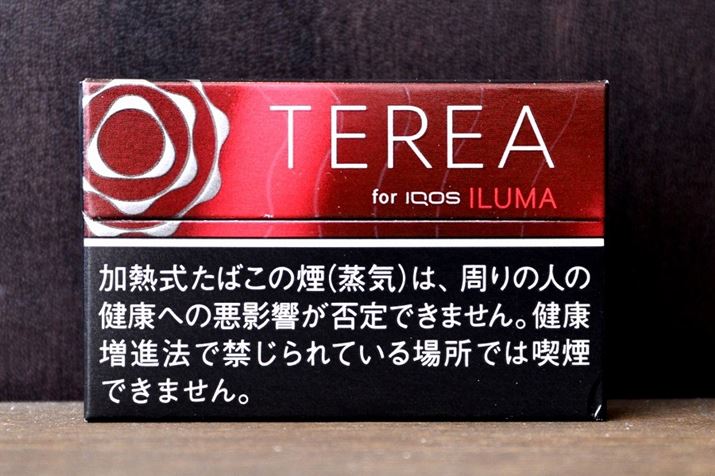 TEREA
for IQOS ILUMA
加熱式たばこの煙(蒸気)は、周りの人の
健康への悪影響が否定できません。健康
増進法で禁じられている場所では喫煙
できません。